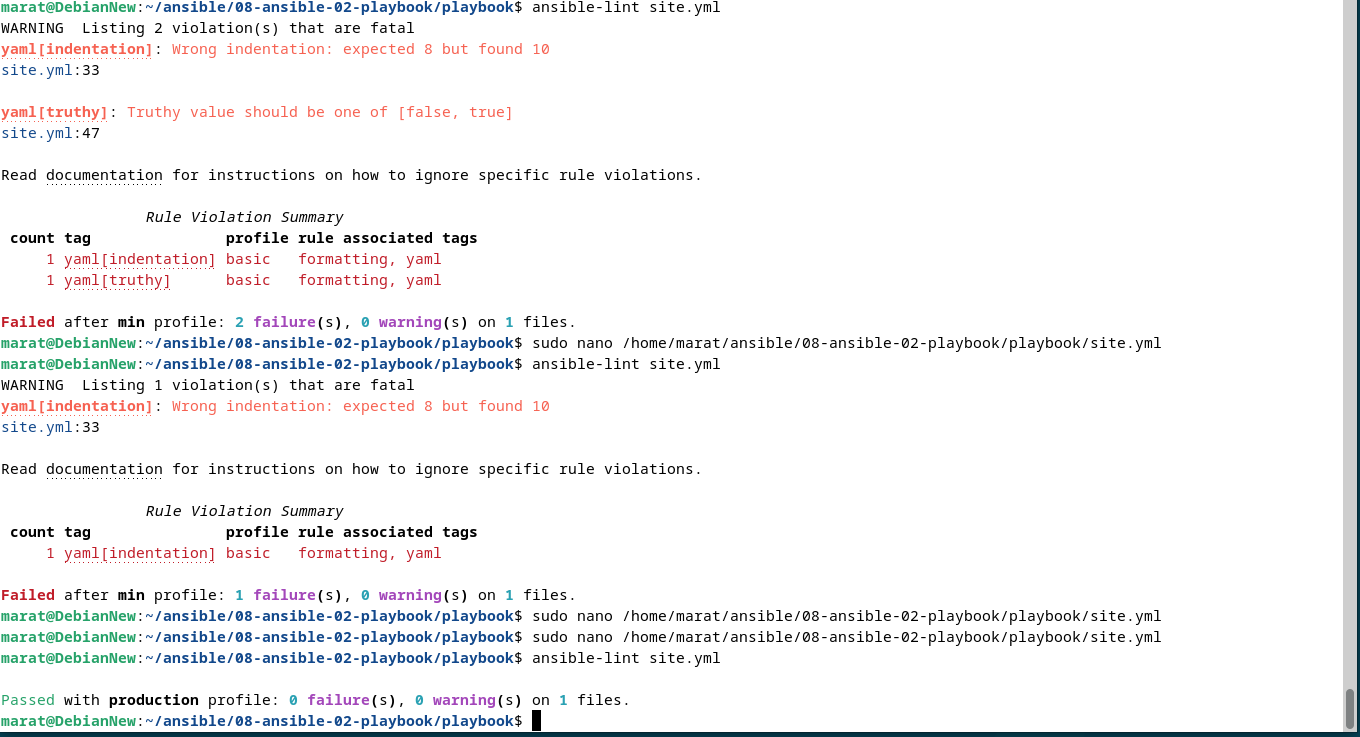 marat@DebianNew:~/ansible/08-ansible-02-playbook/playbook$ ansible-lint site.yml
WARNING  Listing 2 violation(s) that are fatal
yaml[indentation]: Wrong indentation: expected 8 but found 10
site.yml:33
yaml[truthy]: Truthy value should be one of [false, true]
site.yml:47
Read documentation for instructions on how to ignore specific rule violations.
Rule Violation Summary
count tag               profile rule associated tags
1 yaml[indentation] basic   formatting, yaml
1 yaml[truthy]      basic   formatting, yaml
Failed after min profile: 2 failure(s), 0 warning(s) on 1 files.
marat@DebianNew:~/ansible/08-ansible-02-playbook/playbook$ sudo nano /home/marat/ansible/08-ansible-02-playbook/playbook/site.yml
marat@DebianNew:~/ansible/08-ansible-02-playbook/playbook$ ansible-lint site.yml
WARNING  Listing 1 violation(s) that are fatal
yaml[indentation]: Wrong indentation: expected 8 but found 10
site.yml:33
Read documentation for instructions on how to ignore specific rule violations.
Rule Violation Summary
count tag               profile rule associated tags
1 yaml[indentation] basic   formatting, yaml
Failed after min profile: 1 failure(s), 0 warning(s) on 1 files.
marat@DebianNew:~/ansible/08-ansible-02-playbook/playbook$ sudo nano /home/marat/ansible/08-ansible-02-playbook/playbook/site.yml
marat@DebianNew:~/ansible/08-ansible-02-playbook/playbook$ sudo nano /home/marat/ansible/08-ansible-02-playbook/playbook/site.yml
marat@DebianNew:~/ansible/08-ansible-02-playbook/playbook$ ansible-lint site.yml
Passed with production profile: 0 failure(s), 0 warning(s) on 1 files.
marat@DebianNew:~/ansible/08-ansible-02-playbook/playbook$